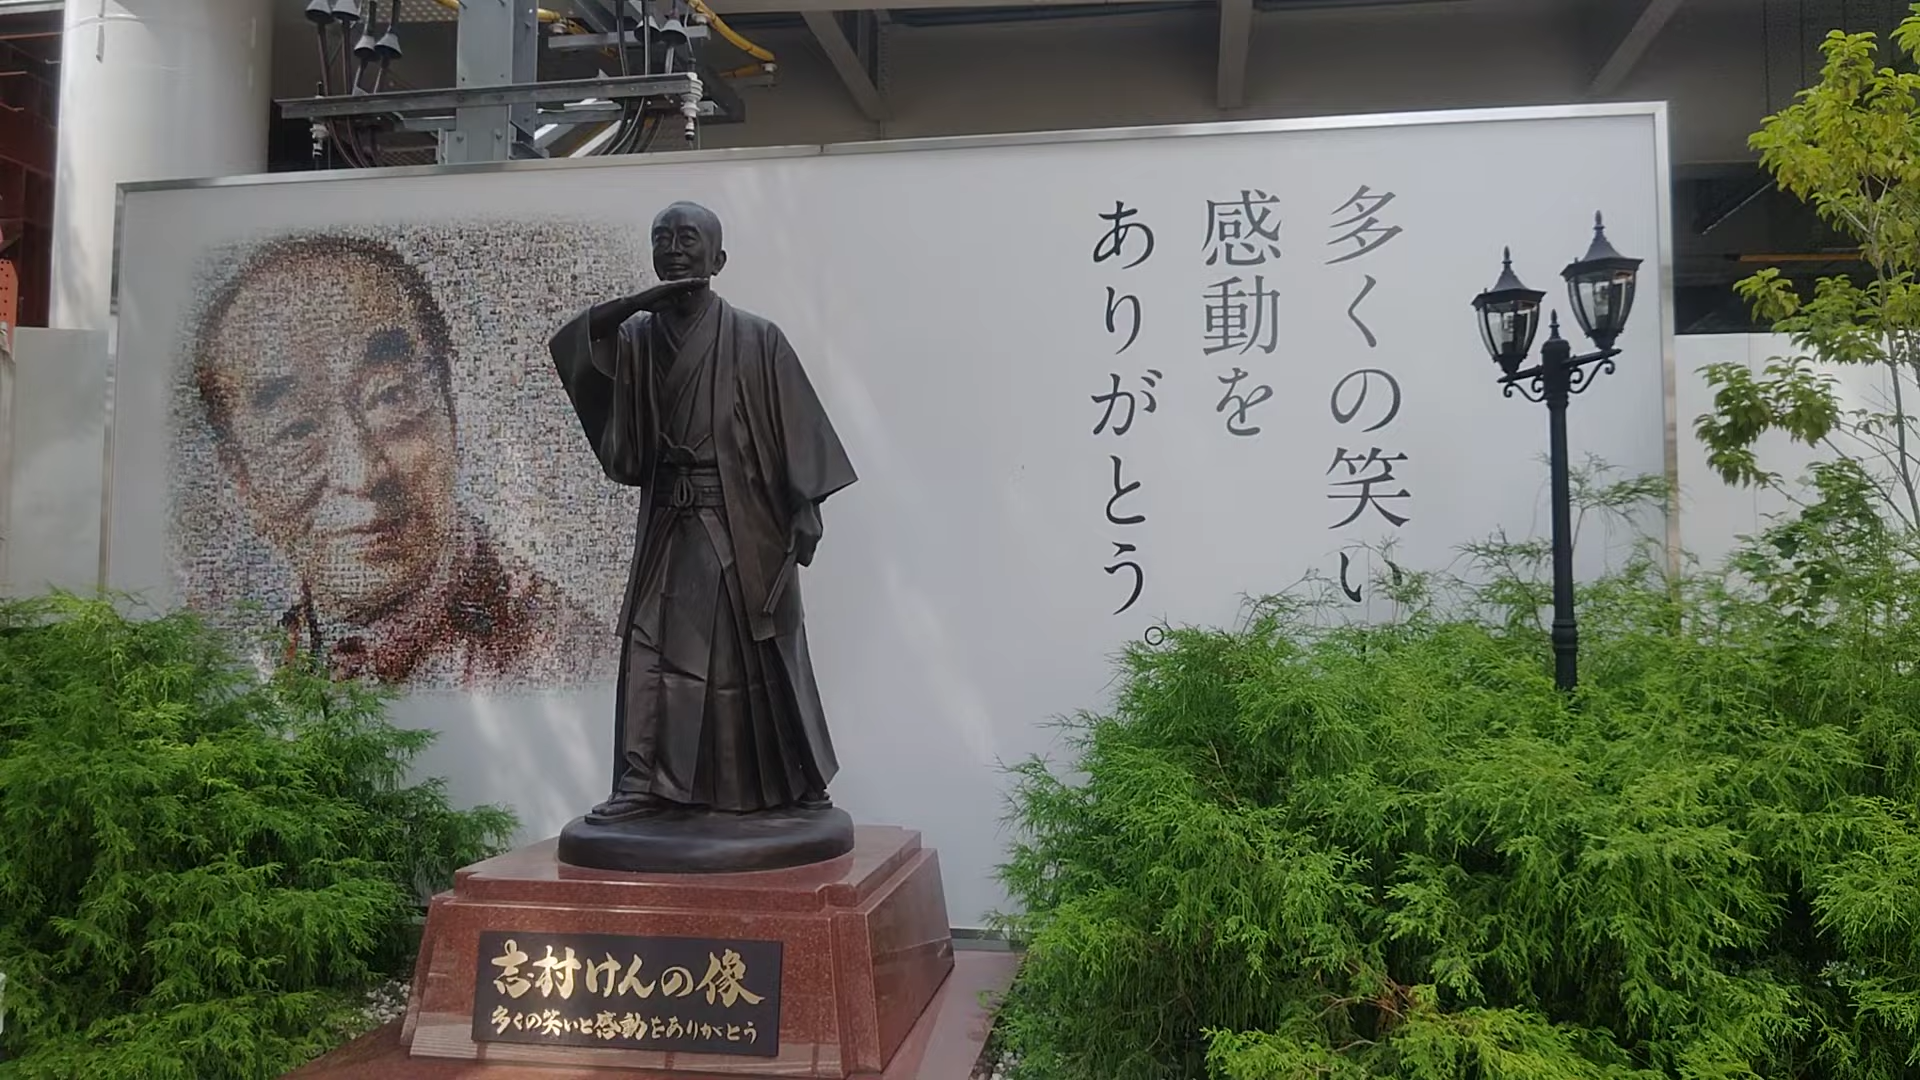 多くの笑い
感動を
ありがとう。
志村けんの像
多くの笑いと感動をありがとう